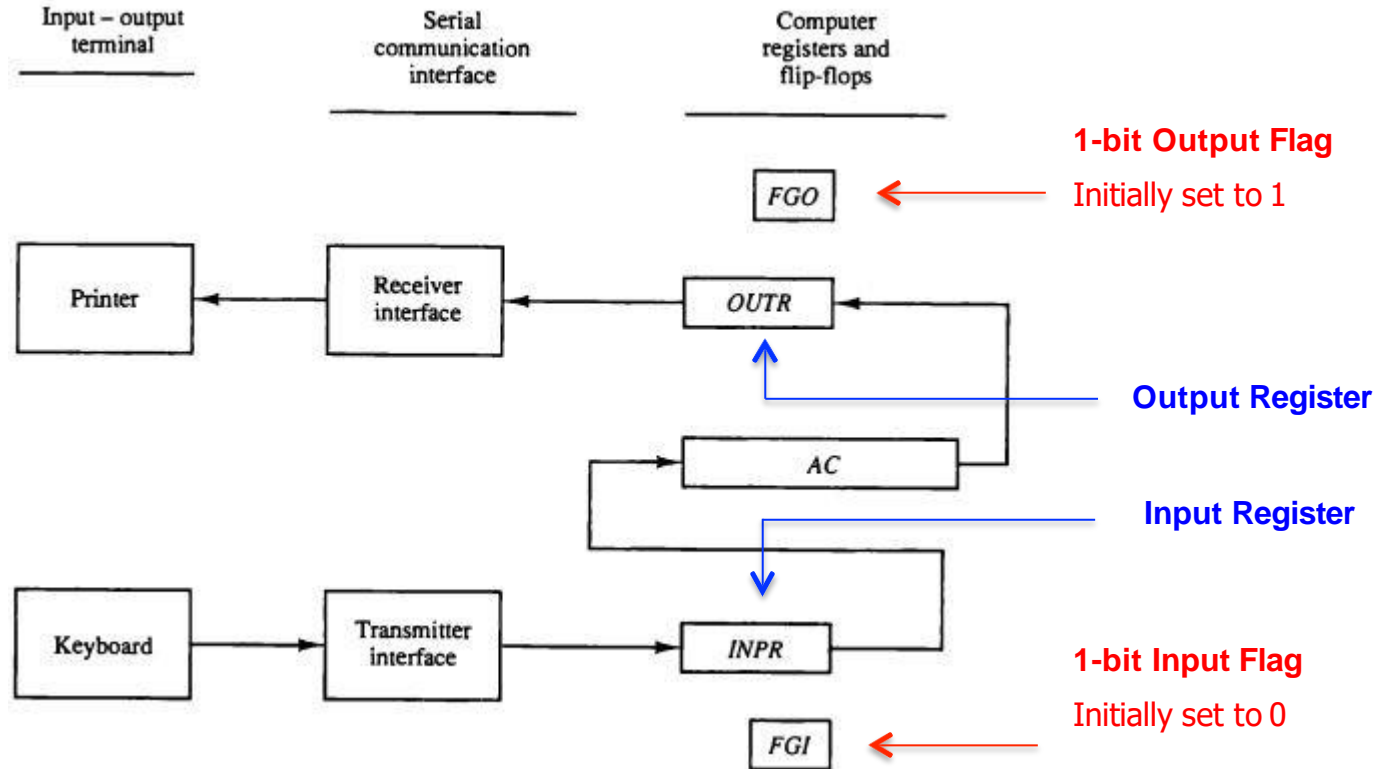 Input – output
terminal
Serial
communication
interface
Computer
registers and
flip-flops
1-bit Output Flag
Initially set to 1
FGO
Printer
Receiver
interface
OUTR
Output Register
AC
Input Register
Keyboard
Transmitter
interface
INPR
1-bit Input Flag
Initially set to 0
FGI